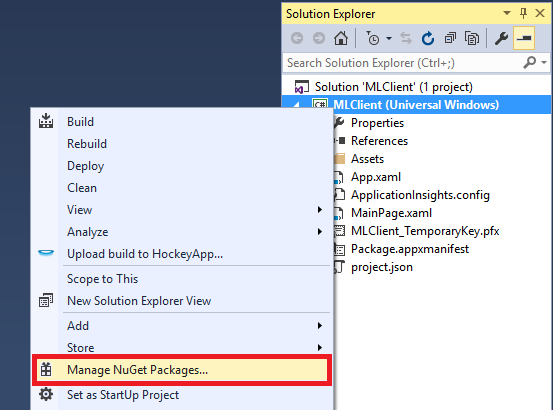 Solution Explorer
Search Solution Explorer (Ctrl+;)
Solution 'MLClient' (1 project)
C# MLClient (Universal Windows)
Properties
References
Assets
App.xaml
ApplicationInsights.config
MainPage.xaml
MLClient_TemporaryKey.pfx
Package.appxmanifest
project.json
Build
Rebuild
Deploy
Clean
View
Analyze
Upload build to HockeyApp...
Scope to This
New Solution Explorer View
Add
Store
Manage NuGet Packages...
Set as StartUp Project